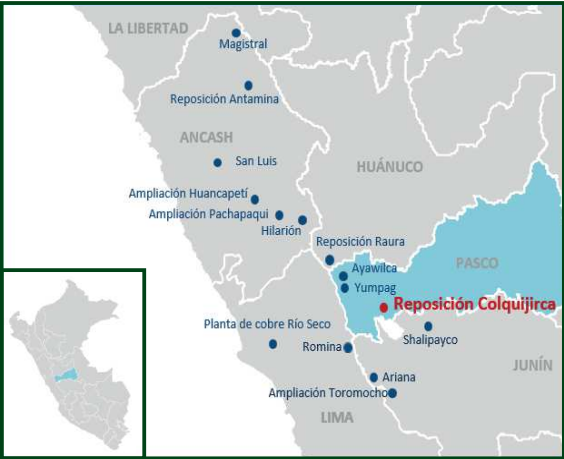 LA LIBERTAD
Magistral
Reposición Antamina
ANCASH
San Luis
HUÁNUCO
Ampliación Huancapetí
Ampliación Pachapaqui
Hilarión
Reposición Raura
Ayawilca
PASCO
Yumpag
Reposición Colquijirca
Planta de cobre Río Seco
Romina
Shalipayco
JUNÍN
Ariana
Ampliación Toromocho
LIMA